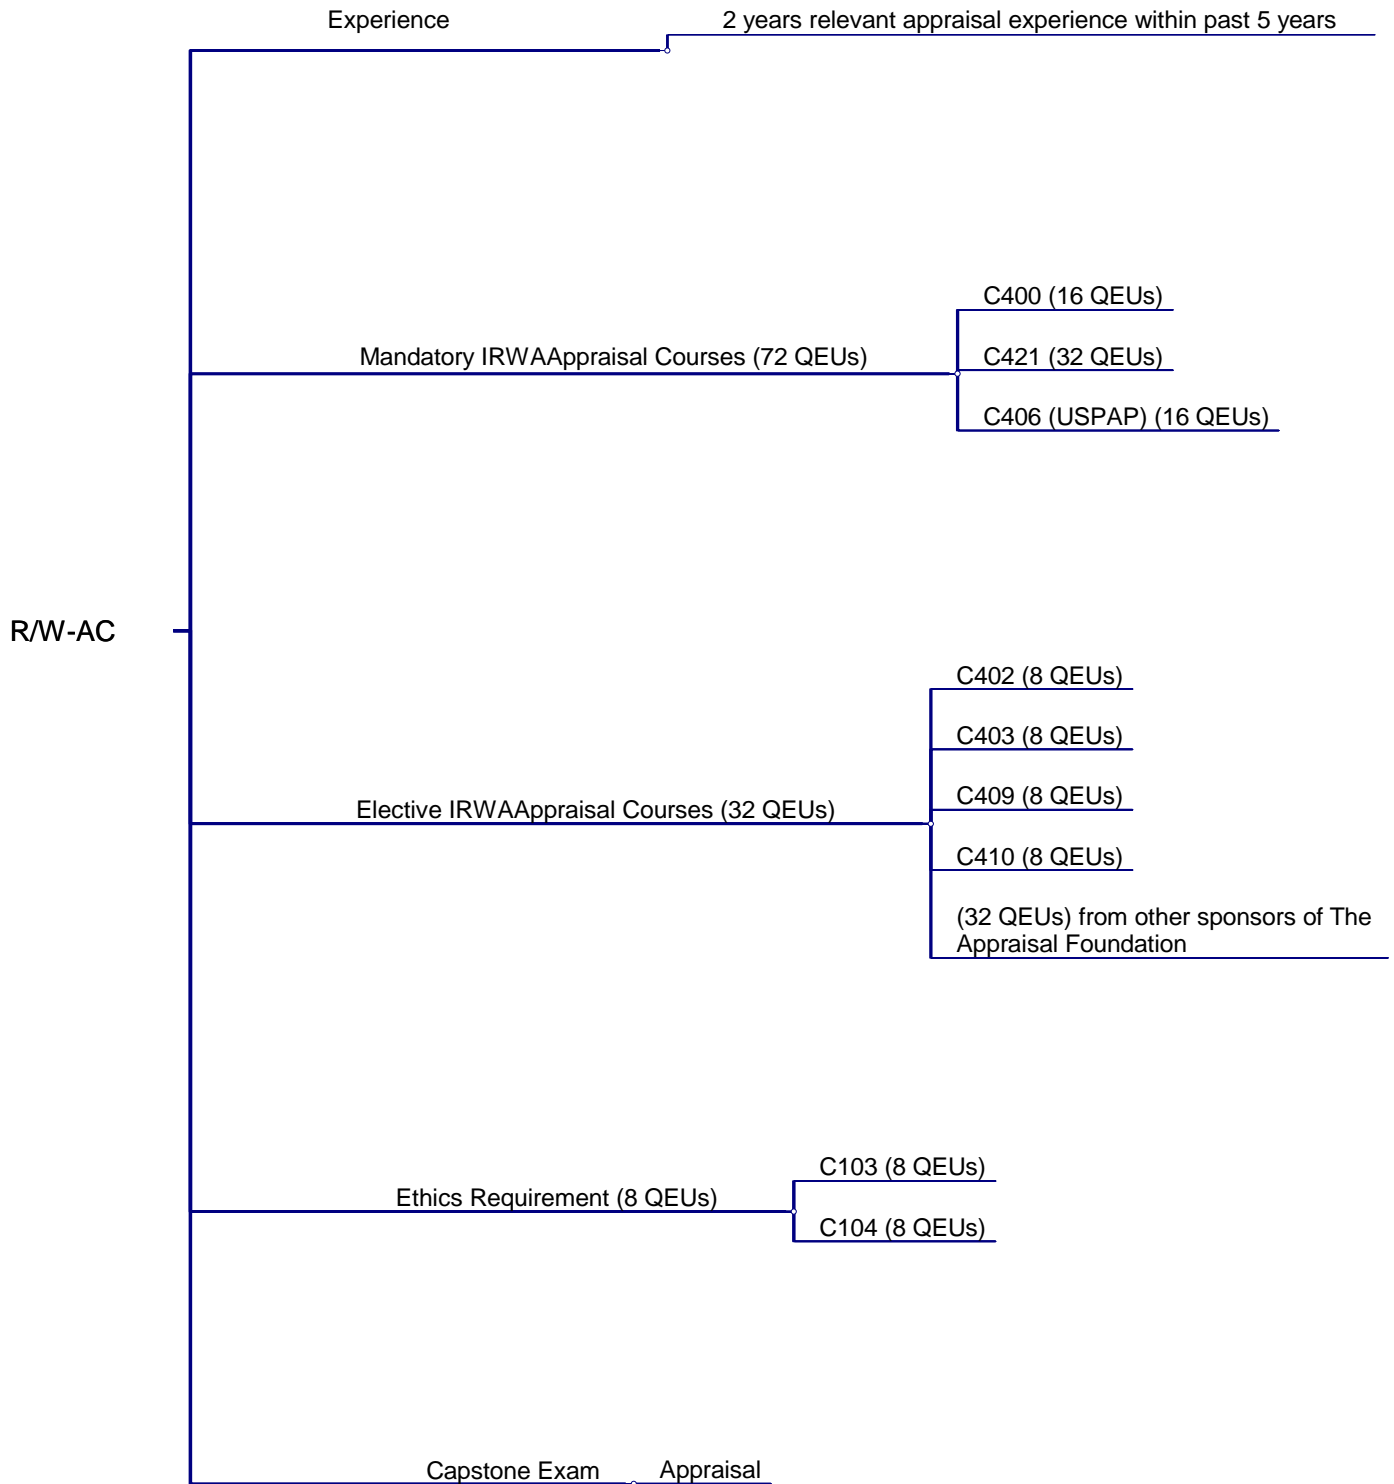 Experience
2 years relevant appraisal experience within past 5 years
Mandatory IRWAAppraisal Courses (72 QEUs)
C400 (16 QEUs)
C421 (32 QEUs)
C406 (USPAP) (16 QEUs)
R/W-AC
Elective IRWAAppraisal Courses (32 QEUs)
C402 (8 QEUs)
C403 (8 QEUs)
C409 (8 QEUs)
C410 (8 QEUs)
(32 QEUs) from other sponsors of The
Appraisal Foundation
Ethics Requirement (8 QEUs)
C103 (8 QEUs)
C104 (8 QEUs)
Capstone Exam
Appraisal